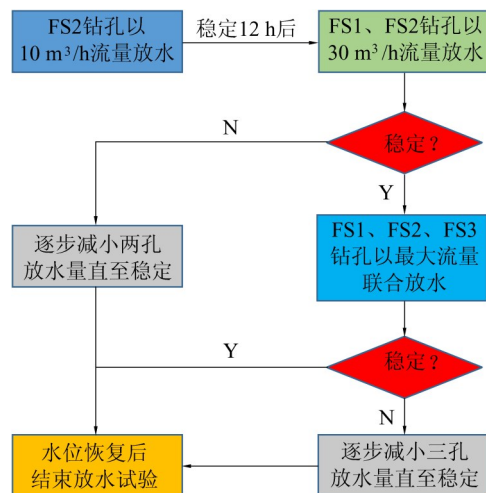 FS2钻孔以
10 m³/h流量放水
稳定12 h后
FS1、FS2钻孔以
30 m³/h流量放水
N
稳定？
Y
逐步减小两孔
放水量直至稳定
FS1、FS2、FS3
钻孔以最大流量
联合放水
Y
稳定？
N
水位恢复后
结束放水试验
逐步减小三孔
放水量直至稳定